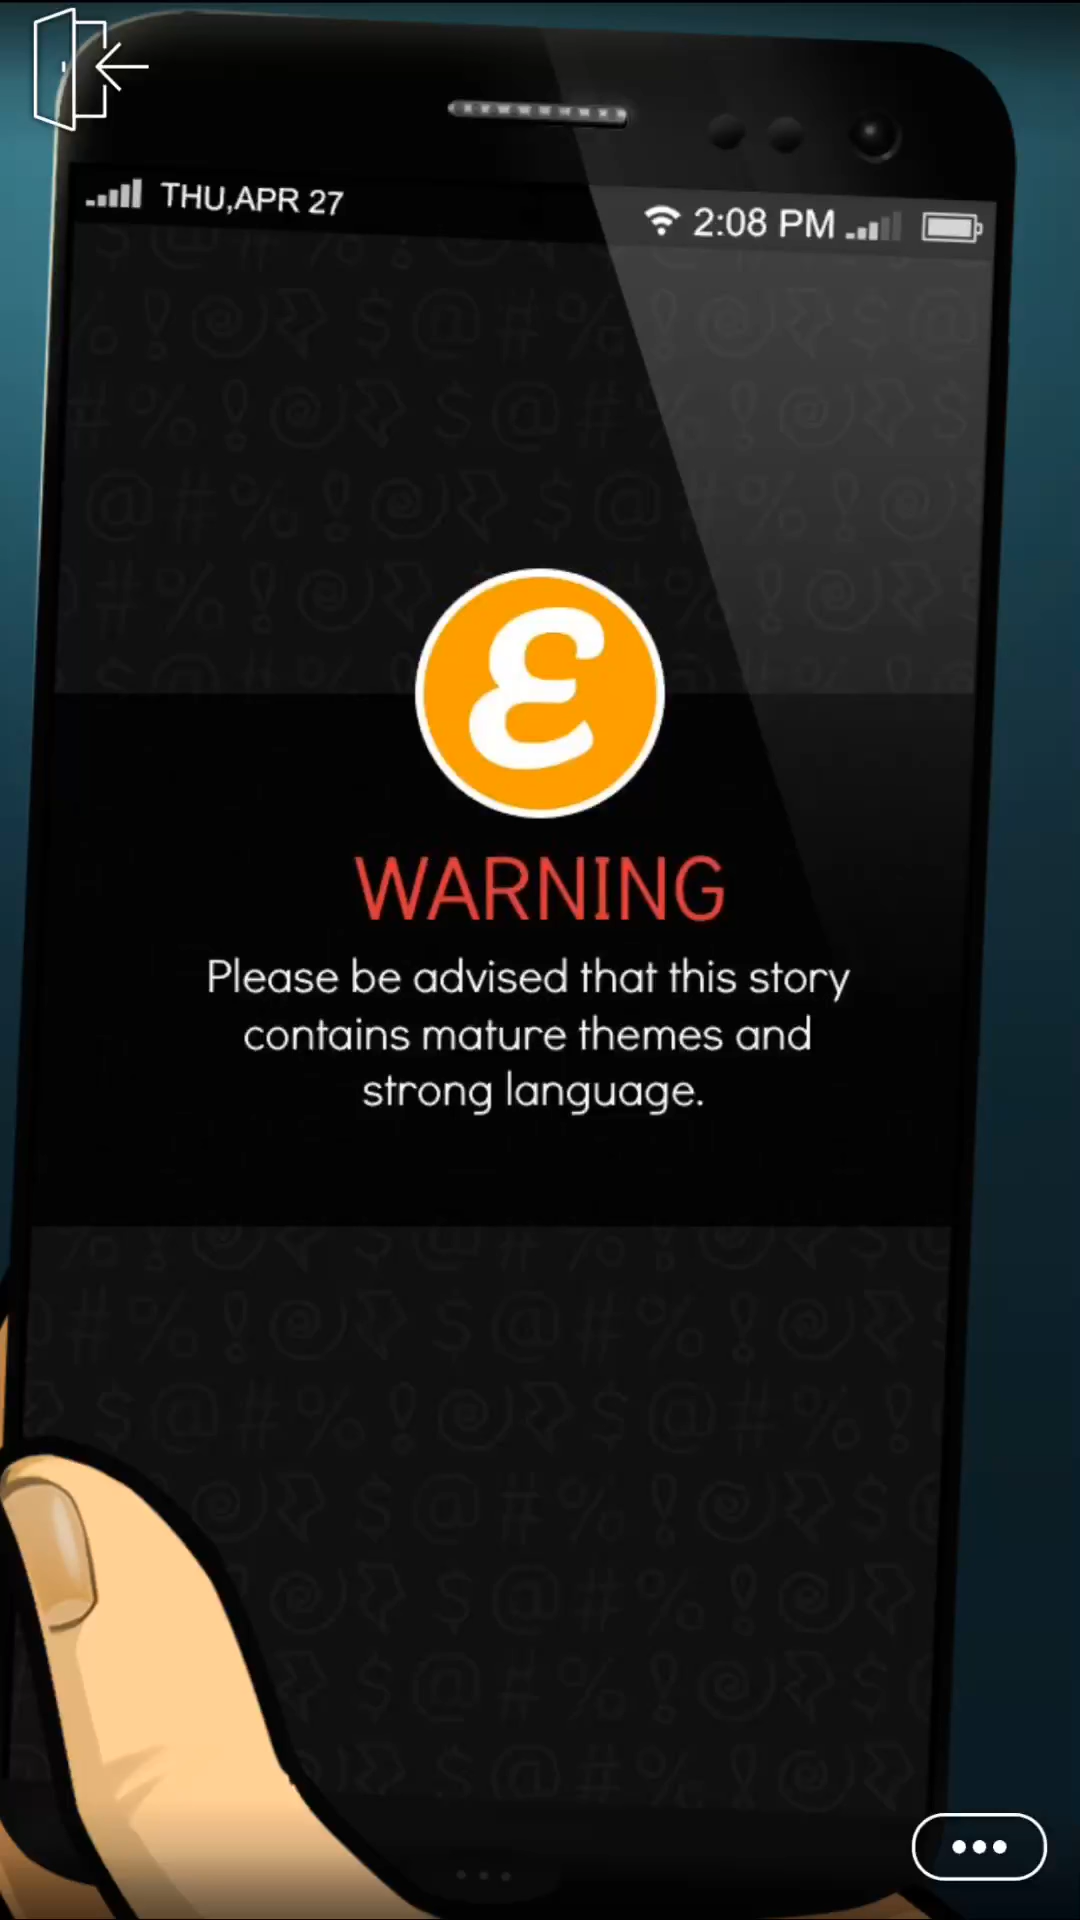 THU,APR 27
2:08 PM
ε
WARNING
Please be advised that this story
contains mature themes and
strong language.